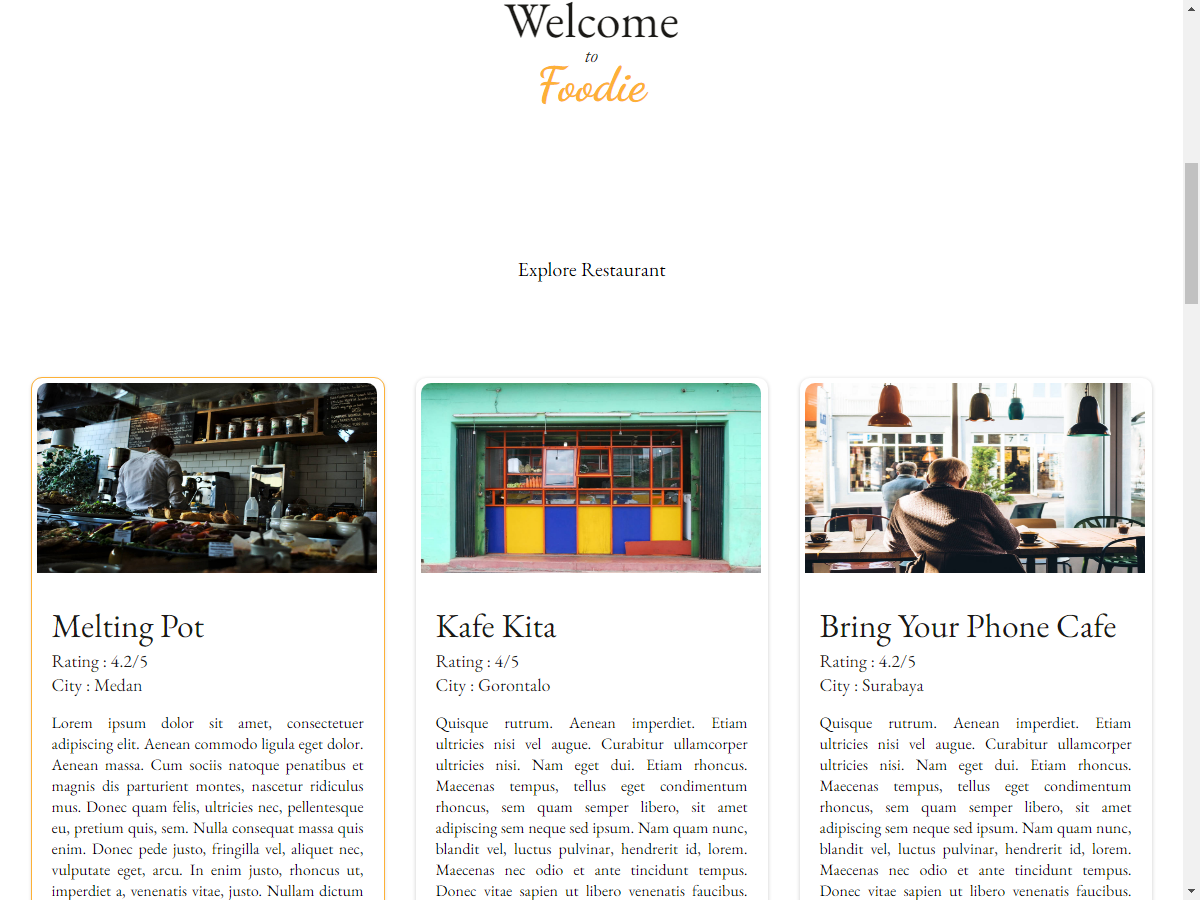 Welcome
to
Foodie
Explore Restaurant
Melting Pot
Rating : 4.2/5
City : Medan
Lorem ipsum dolor sit amet, consectetuer
adipiscing elit. Aenean commodo ligula eget dolor.
Aenean massa. Cum sociis natoque penatibus et
magnis dis parturient montes, nascetur ridiculus
mus. Donec quam felis, ultricies nec, pellentesque
eu, pretium quis, sem. Nulla consequat massa quis
enim. Donec pede justo, fringilla vel, aliquet nec,
vulputate eget, arcu. In enim justo, rhoncus ut,
imperdiet a, venenatis vitae, justo. Nullam dictum
Kafe Kita
Rating : 4/5
City : Gorontalo
Quisque rutrum. Aenean imperdiet. Etiam
ultricies nisi vel augue. Curabitur ullamcorper
ultricies nisi. Nam eget dui. Etiam rhoncus.
Maecenas tempus, tellus eget condimentum
rhoncus, sem quam semper libero, sit amet
adipiscing sem neque sed ipsum. Nam quam nunc,
blandit vel, luctus pulvinar, hendrerit id, lorem.
Maecenas nec odio et ante tincidunt tempus.
Donec vitae sapien ut libero venenatis faucibus.
Bring Your Phone Cafe
Rating : 4.2/5
City : Surabaya
Quisque rutrum. Aenean imperdiet. Etiam
ultricies nisi vel augue. Curabitur ullamcorper
ultricies nisi. Nam eget dui. Etiam rhoncus.
Maecenas tempus, tellus eget condimentum
rhoncus, sem quam semper libero, sit amet
adipiscing sem neque sed ipsum. Nam quam nunc,
blandit vel, luctus pulvinar, hendrerit id, lorem.
Maecenas nec odio et ante tincidunt tempus.
Donec vitae sapien ut libero venenatis faucibus.